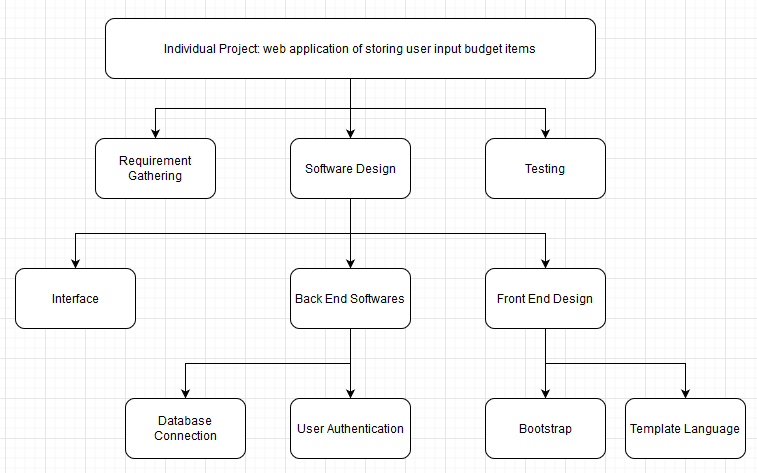 Individual Project: web application of storing user input budget items
Requirement
Gathering
Software Design
Testing
Interface
Back End Softwares
Front End Design
Database
Connection
User Authentication
Bootstrap
Template Language